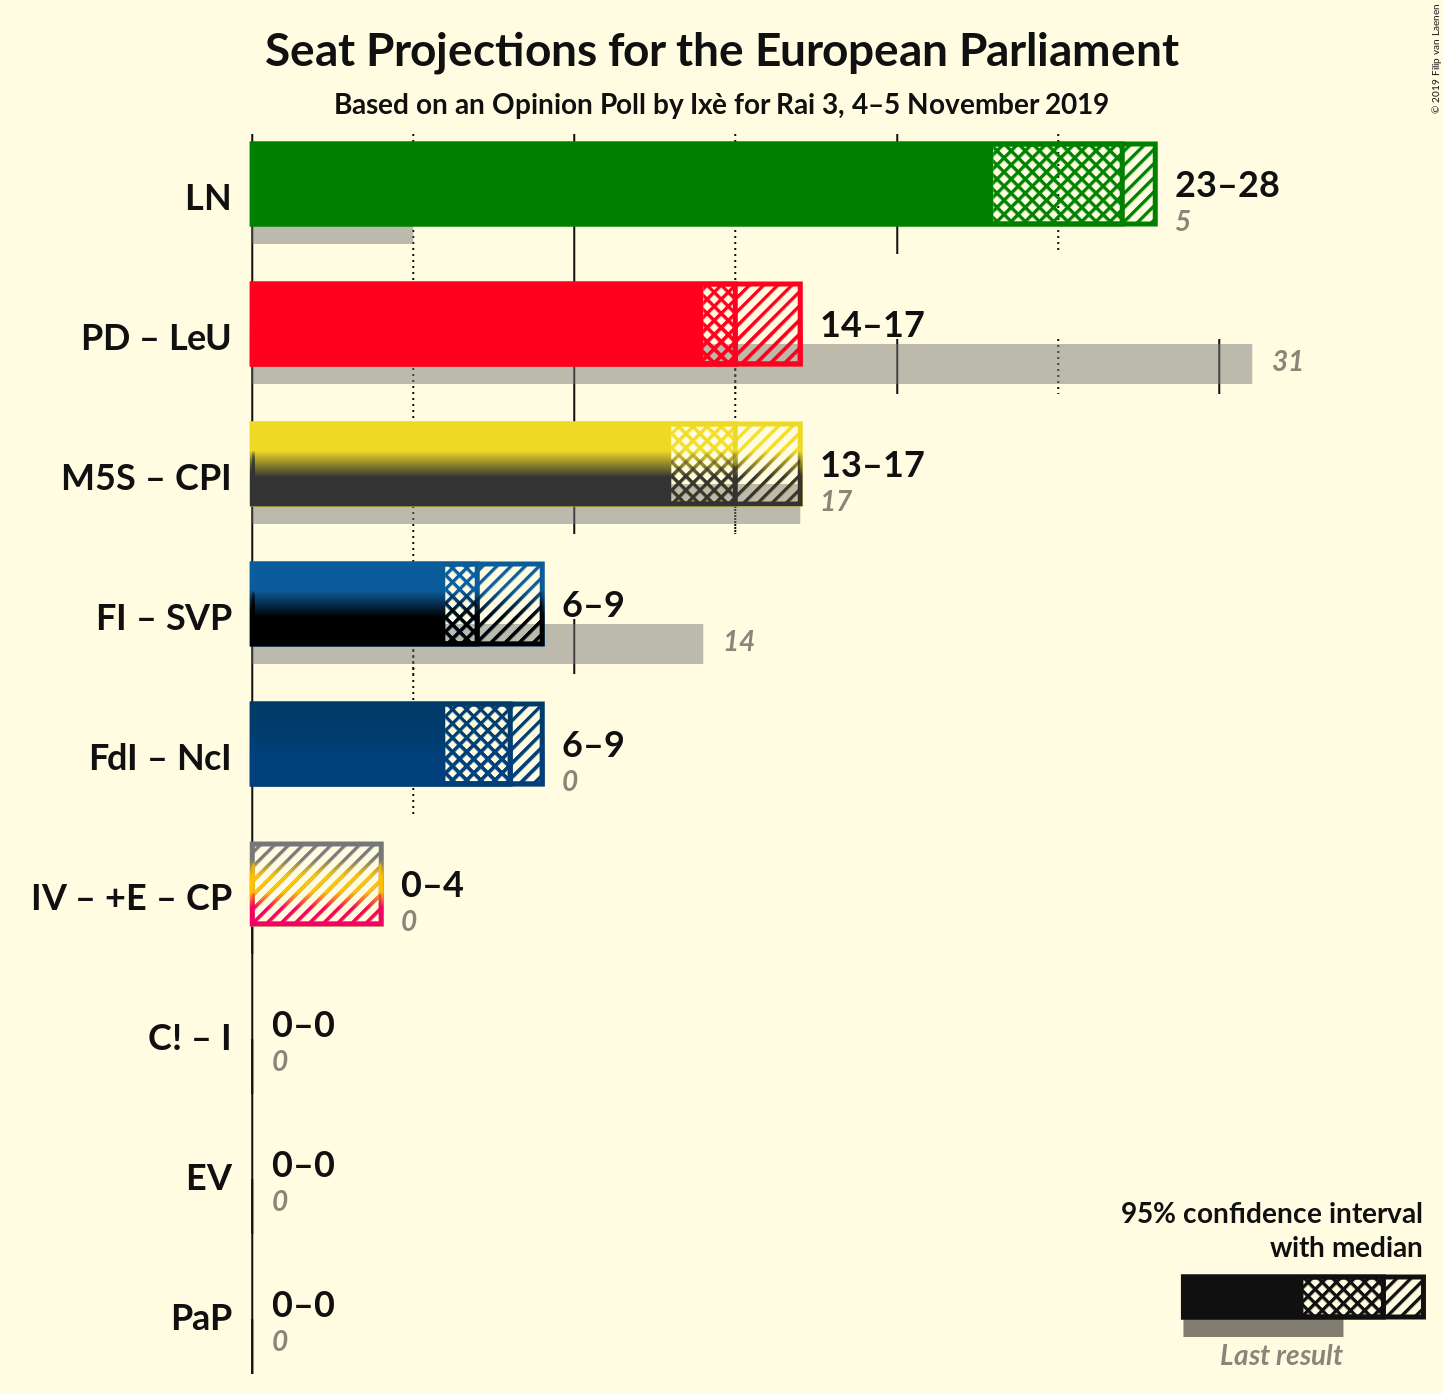 Seat Projections for the European Parliament
Based on an Opinion Poll by Ixè for Rai 3, 4–5 November 2019
© 2019 Filip van Laenen
LN
23–28
5
PD – LeU
14–17
31
M5S – CPI
13–17
17
FI – SVP
6–9
14
FdI – NcI
6–9
0
IV – +E – CP
0–4
0
C! – I
0–0
0
EV
0–0
0
PaP
0–0
0
95% confidence interval
with median
Last result